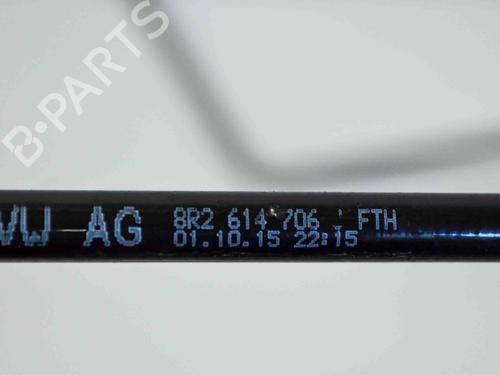 B-PARTS
VW AG 8R2 614 706 FTH
01.10.15 22:15